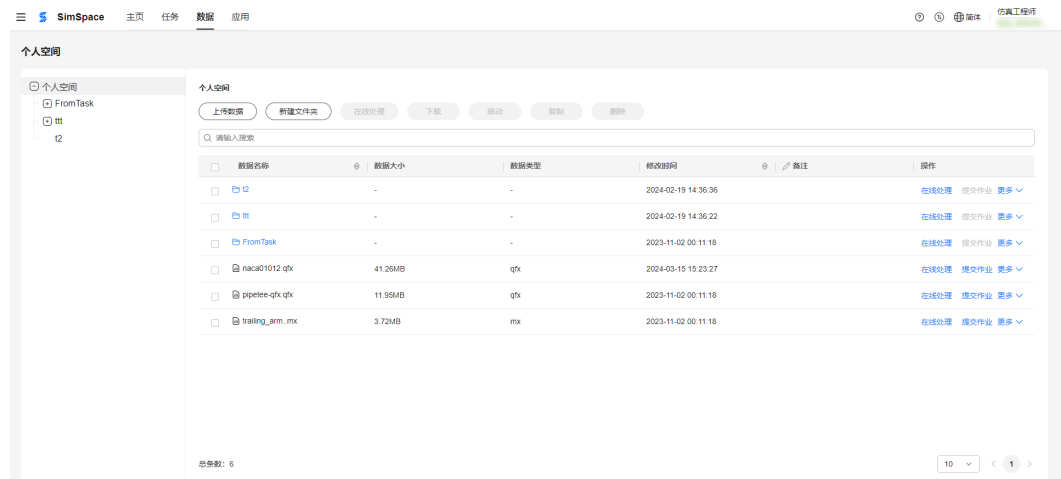 SimSpace 主页 任务 数据 应用 简体 仿真工程师
个人空间
个人空间
FromTask
ttt
t2
个人空间
上传数据 新建文件夹 在线处理 下载 移动 复制 删除
请输入搜索
数据名称 数据大小 数据类型 修改时间 备注 操作
t2 - - 2024-02-19 14:36:36 在线处理 提交作业 更多
ttt - - 2024-02-19 14:36:22 在线处理 提交作业 更多
FromTask - - 2023-11-02 00:11:18 在线处理 提交作业 更多
naca01012.qfx 41.26MB qfx 2024-03-15 15:23:27 在线处理 提交作业 更多
pipetee-qfx.qfx 11.95MB qfx 2023-11-02 00:11:18 在线处理 提交作业 更多
trailing_arm..mx 3.72MB mx 2023-11-02 00:11:18 在线处理 提交作业 更多
总条数: 6 10 < 1 >